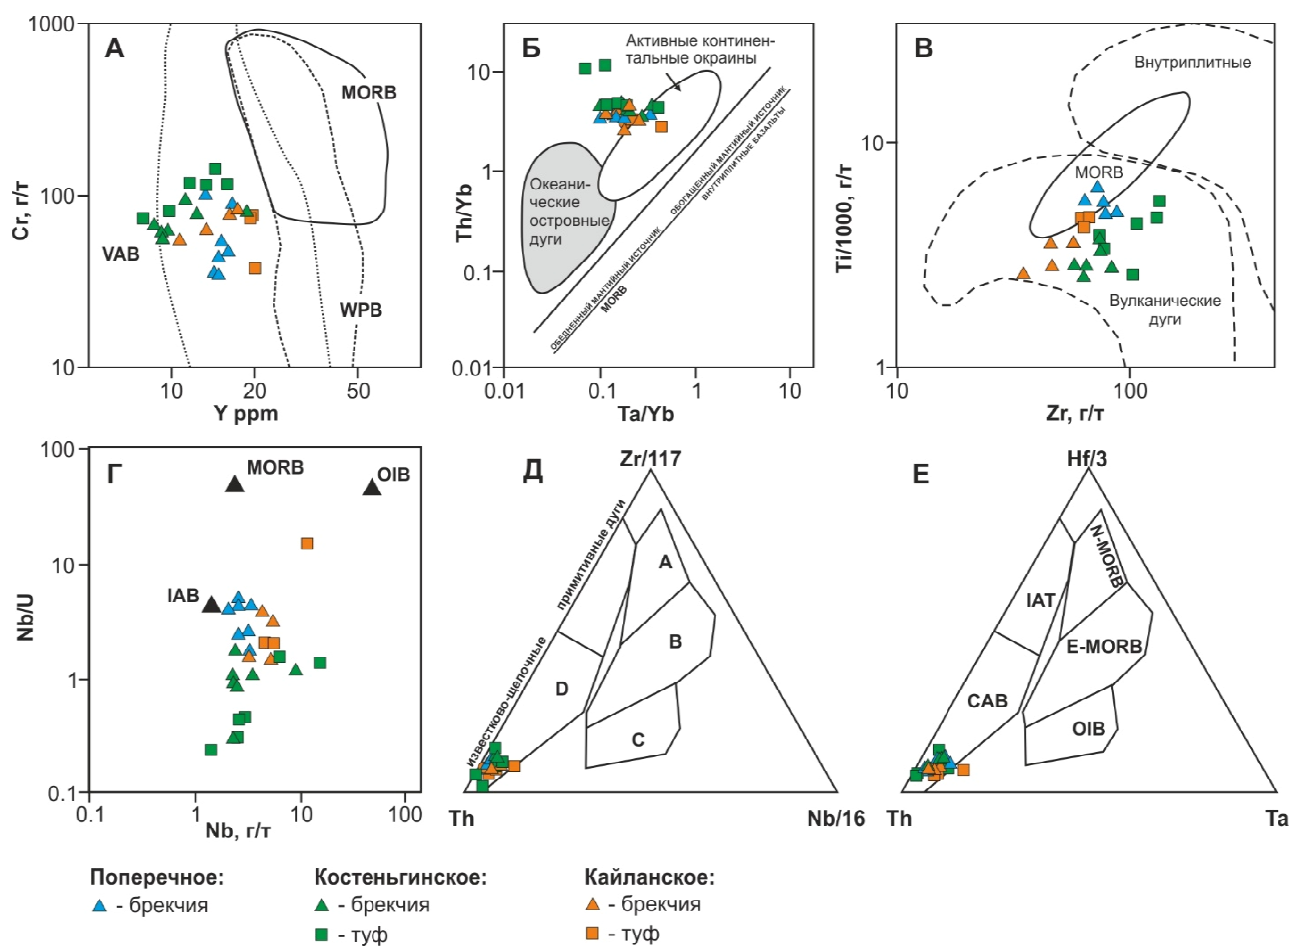 А
1000
100
10
Cr, г/т
MORB
VAB
WPB
10
20
50
Y ppm
Б
Активные континен-
тальные окраины
10
1
0.1
0.01
Th/Yb
Океани-
ческие
островные
дуги
ОБОГАЩЕННЫЙ МАНТИЙНЫЙ ИСТОЧНИК
ВНУТРИПЛИТНЫЕ БАЗАЛЬТЫ
ОБЕДНЕННЫЙ МАНТИЙНЫЙ ИСТОЧНИК
MORB
0.01
0.1
1
10
Ta/Yb
В
Внутриплитные
10
1
Ti/1000, г/т
MORB
Вулканические
дуги
10
100
Zr, г/т
Г
100
10
1
0.1
Nb/U
MORB
OIB
IAB
0.1
1
10
100
Nb, г/т
Д
Zr/117
примитивные дуги
известково-щелочные
A
B
C
D
Th
Nb/16
Е
Hf/3
N-MORB
IAT
E-MORB
CAB
OIB
Th
Ta
Поперечное:
- брекчия
Костеньгинское:
- брекчия
- туф
Кайланское:
- брекчия
- туф